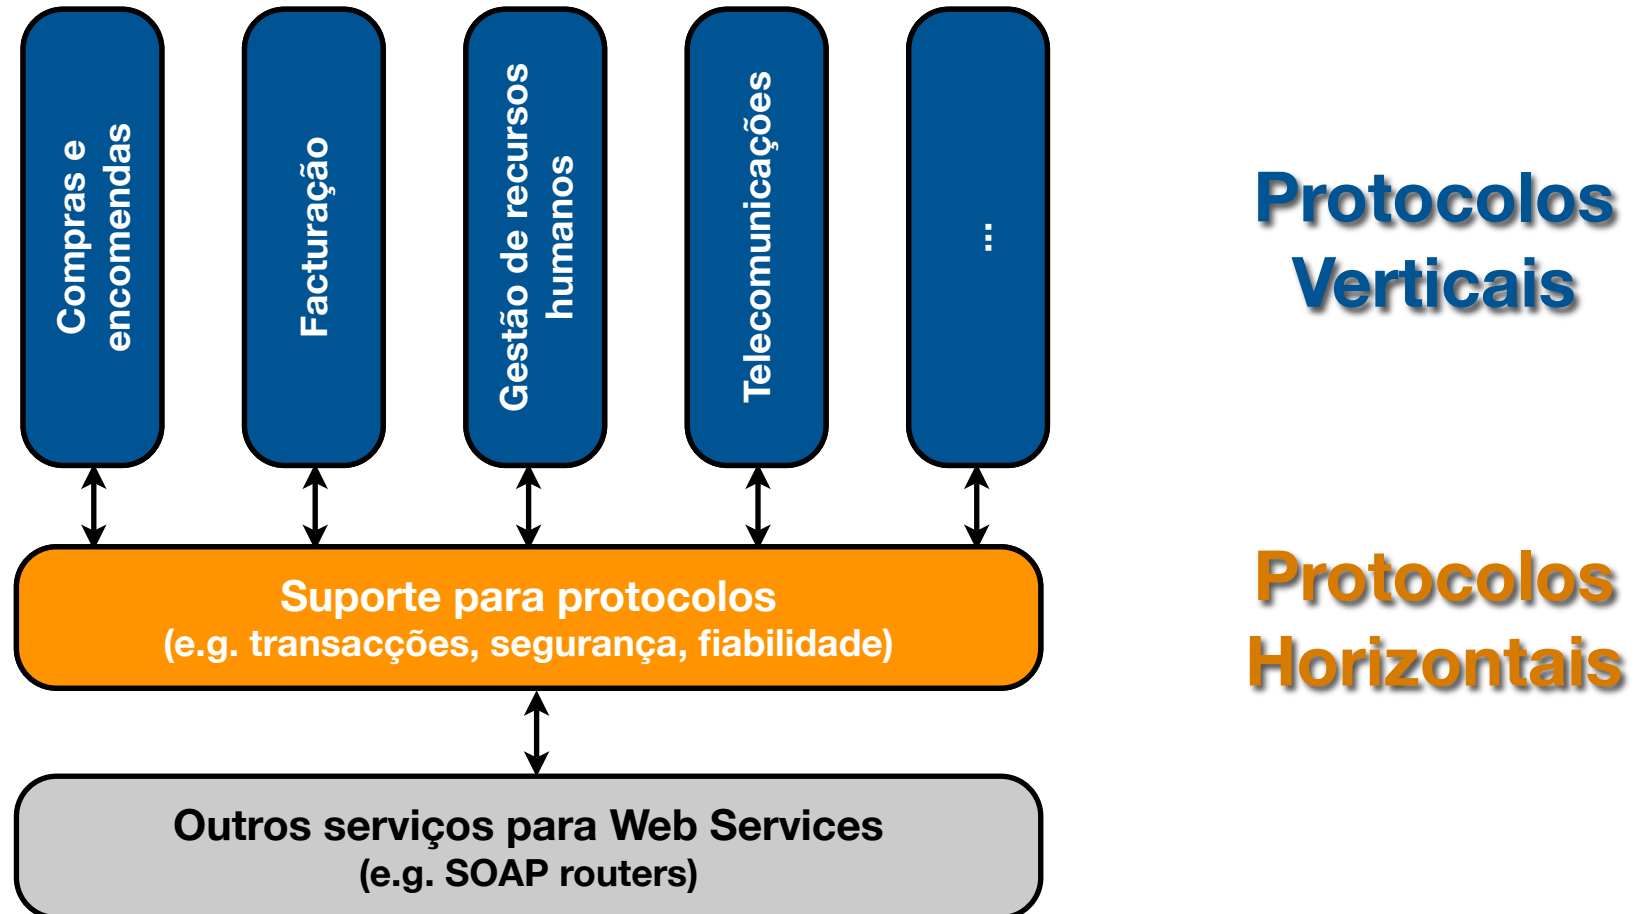 Compras e
encomendas
Facturação
Gestão de recursos
humanos
Telecomunicações
...
Protocolos
Verticais
Suporte para protocolos
(e.g. transacções, segurança, fiabilidade)
Protocolos
Horizontais
Outros serviços para Web Services
(e.g. SOAP routers)